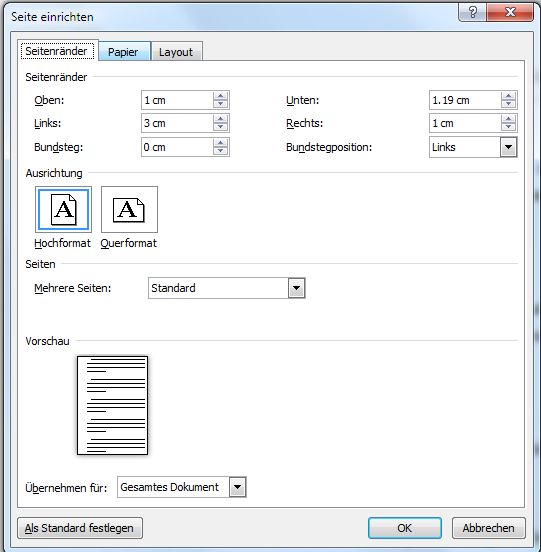 Seite einrichten
Seitenränder Papier Layout
Seitenränder
Oben: 1 cm Unten: 1.19 cm
Links: 3 cm Rechts: 1 cm
Bundsteg: 0 cm Bundstegposition: Links
Ausrichtung
A A
Hochformat Querformat
Seiten
Mehrere Seiten: Standard
Vorschau
Übernehmen für: Gesamtes Dokument
Als Standard festlegen OK Abbrechen